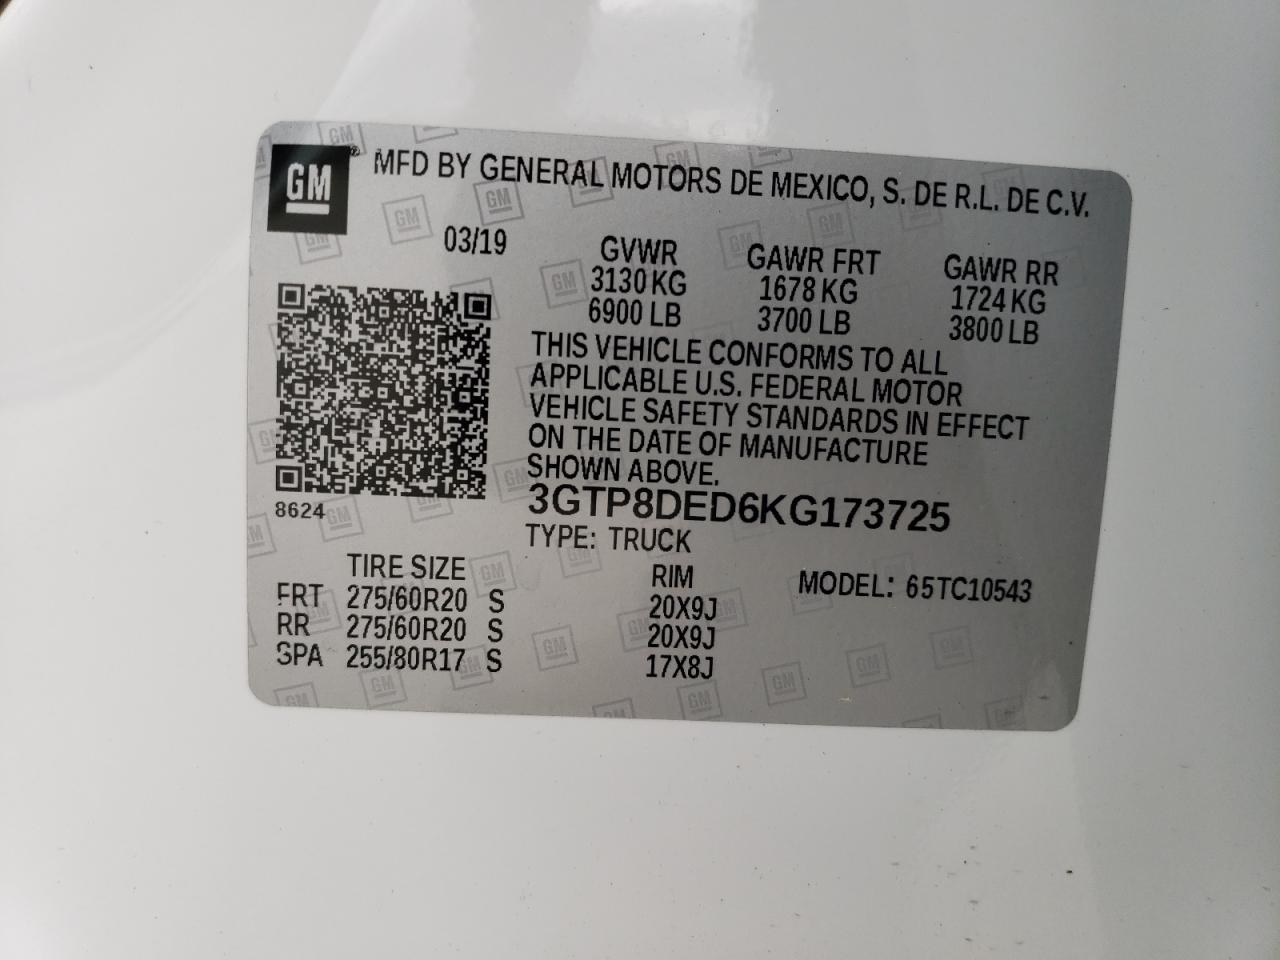 GM® MFD BY GENERAL MOTORS DE MEXICO, S. DE R.L. DE C.V.
03/19 GVWR GAWR FRT GAWR RR
3130 KG 1678 KG 1724 KG
6900 LB 3700 LB 3800 LB
THIS VEHICLE CONFORMS TO ALL
APPLICABLE U.S. FEDERAL MOTOR
VEHICLE SAFETY STANDARDS IN EFFECT
ON THE DATE OF MANUFACTURE
SHOWN ABOVE.
8624 3GTP8DED6KG173725
TYPE: TRUCK
TIRE SIZE RIM MODEL: 65TC10543
FRT 275/60R20 S 20X9J
RR 275/60R20 S 20X9J
SPA 255/80R17 S 17X8J